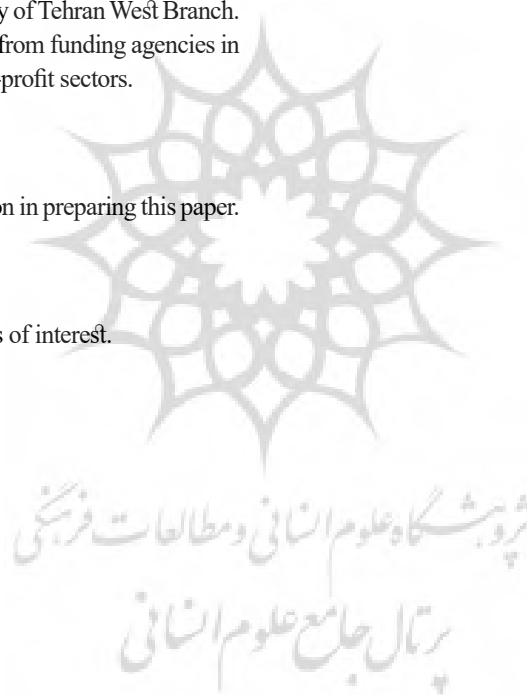 y of Tehran West Branch.
from funding agencies in
-profit sectors.
on in preparing this paper.
s of interest.
پژوهشگاه علوم انسانی و مطالعات فرهنگی
پرتال جامع علوم انسانی